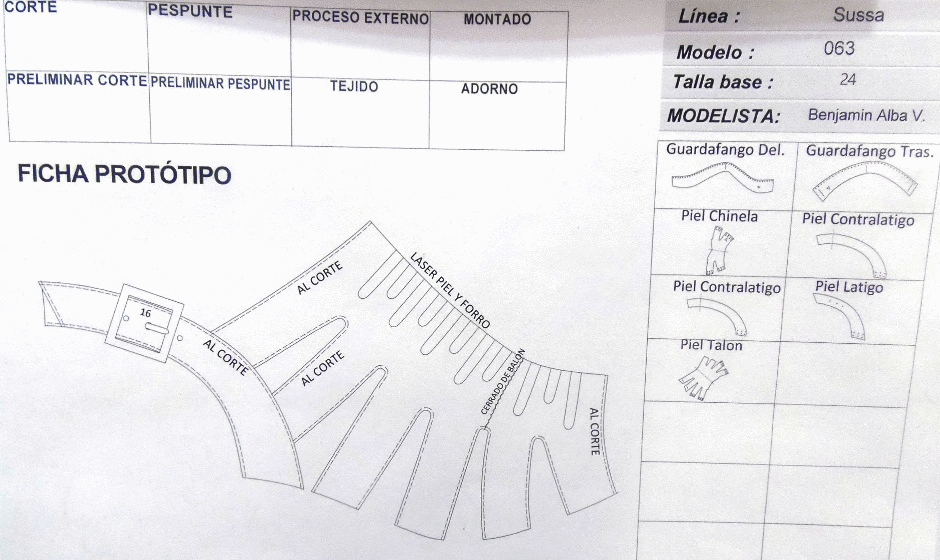 CORTE PESPUNTE PROCESO EXTERNO MONTADO
PRELIMINAR CORTE PRELIMINAR PESPUNTE TEJIDO ADORNO
FICHA PROTÓTIPO
Línea : Sussa
Modelo : 063
Talla base : 24
MODELISTA: Benjamin Alba V.
Guardafango Del. Guardafango Tras.
Piel Chinela Piel Contralatigo
Piel Contralatigo Piel Latigo
Piel Talon
AL CORTE
LASER PIEL Y FORRO
16
AL CORTE
AL CORTE
CERRADO DE BALON
AL CORTE